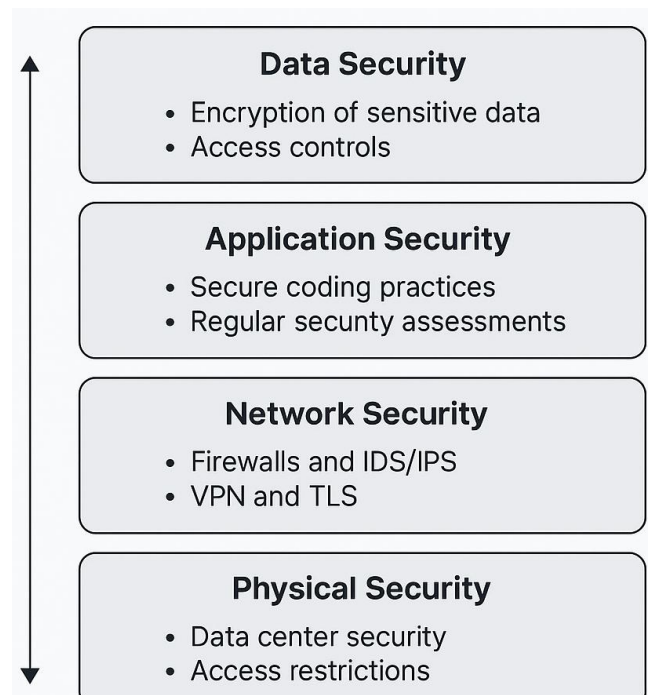 Data Security
• Encryption of sensitive data
• Access controls
Application Security
• Secure coding practices
• Regular securıty assessments
Network Security
• Firewalls and IDS/IPS
• VPN and TLS
Physical Security
• Data center security
• Access restrictions